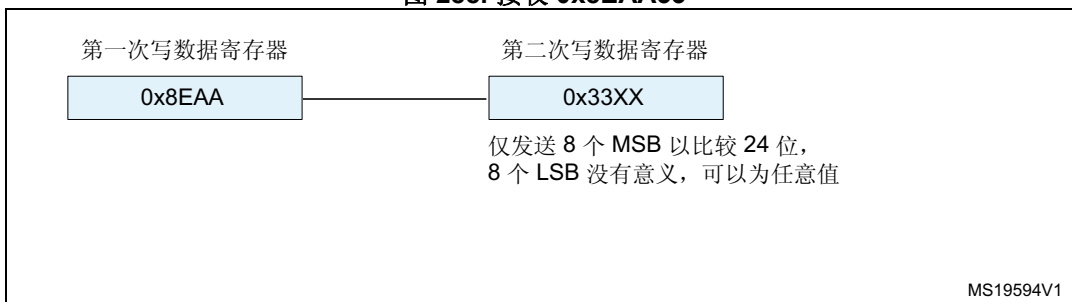 第一次写数据寄存器
第二次写数据寄存器
0x8EAA
0x33XX
仅发送 8 个 MSB 以比较 24 位，
8 个 LSB 没有意义，可以为任意值
MS19594V1